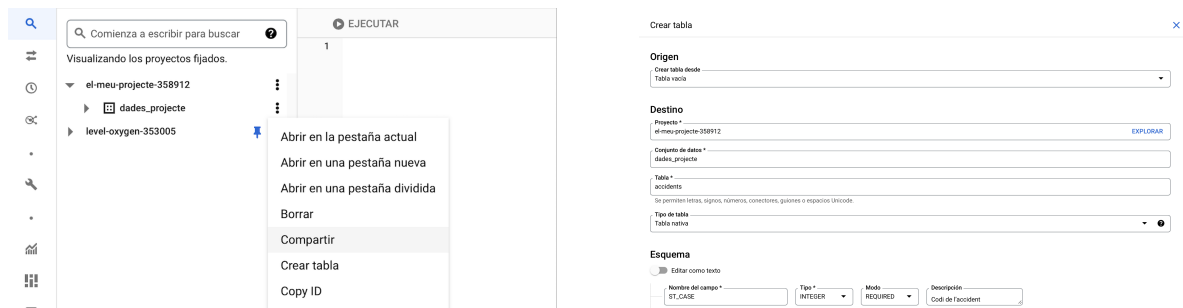 Comienza a escribir para buscar
Visualizando los proyectos fijados.
el-meu-projecte-358912
dades_projecte
level-oxygen-353005
Abrir en la pestaña actual
Abrir en una pestaña nueva
Abrir en una pestaña dividida
Borrar
Compartir
Crear tabla
Copy ID
EJECUTAR
1
Crear tabla
Origen
Crear tabla desde
Tabla vacía
Destino
Proyecto *
el-meu-projecte-358912 EXPLORAR
Conjunto de datos *
dades_projecte
Tabla *
accidents
Se permiten letras, signos, números, conectores, guiones o espacios Unicode.
Tipo de tabla
Tabla nativa
Esquema
Editar como texto
Nombre del campo * Tipo * Modo Descripción
ST_CASE INTEGER REQUIRED Codi de l'accident